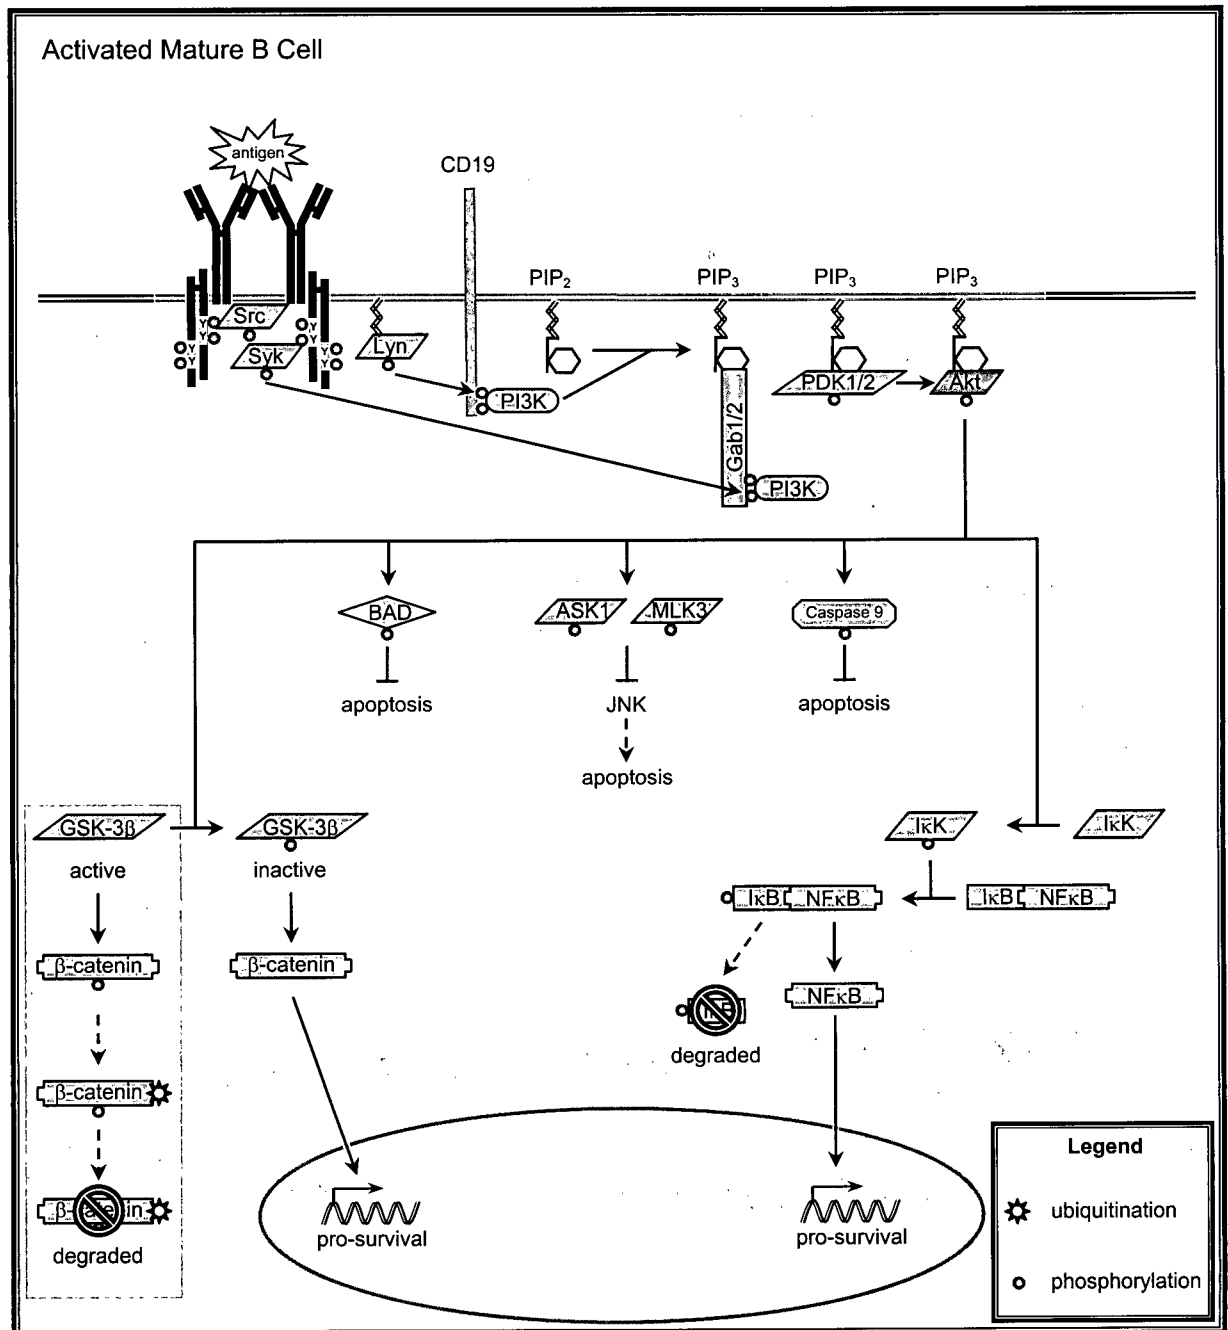 Activated Mature B Cell
antigen
CD19
PIP₂
PIP₃
PIP₃
PIP₃
Src
Y
Y
Y
Y
Y
Y
Y
Y
Syk
Lyn
PI3K
PDK1/2
Akt
Gab1/2
PI3K
BAD
ASK1
MLK3
Caspase 9
apoptosis
JNK
apoptosis
apoptosis
GSK-3β
GSK-3β
IκK
IκK
active
inactive
IκB NFκB
IκB NFκB
β-catenin
β-catenin
IκB
NFκB
degraded
β-catenin
β-catenin
degraded
pro-survival
pro-survival
Legend
ubiquitination
phosphorylation